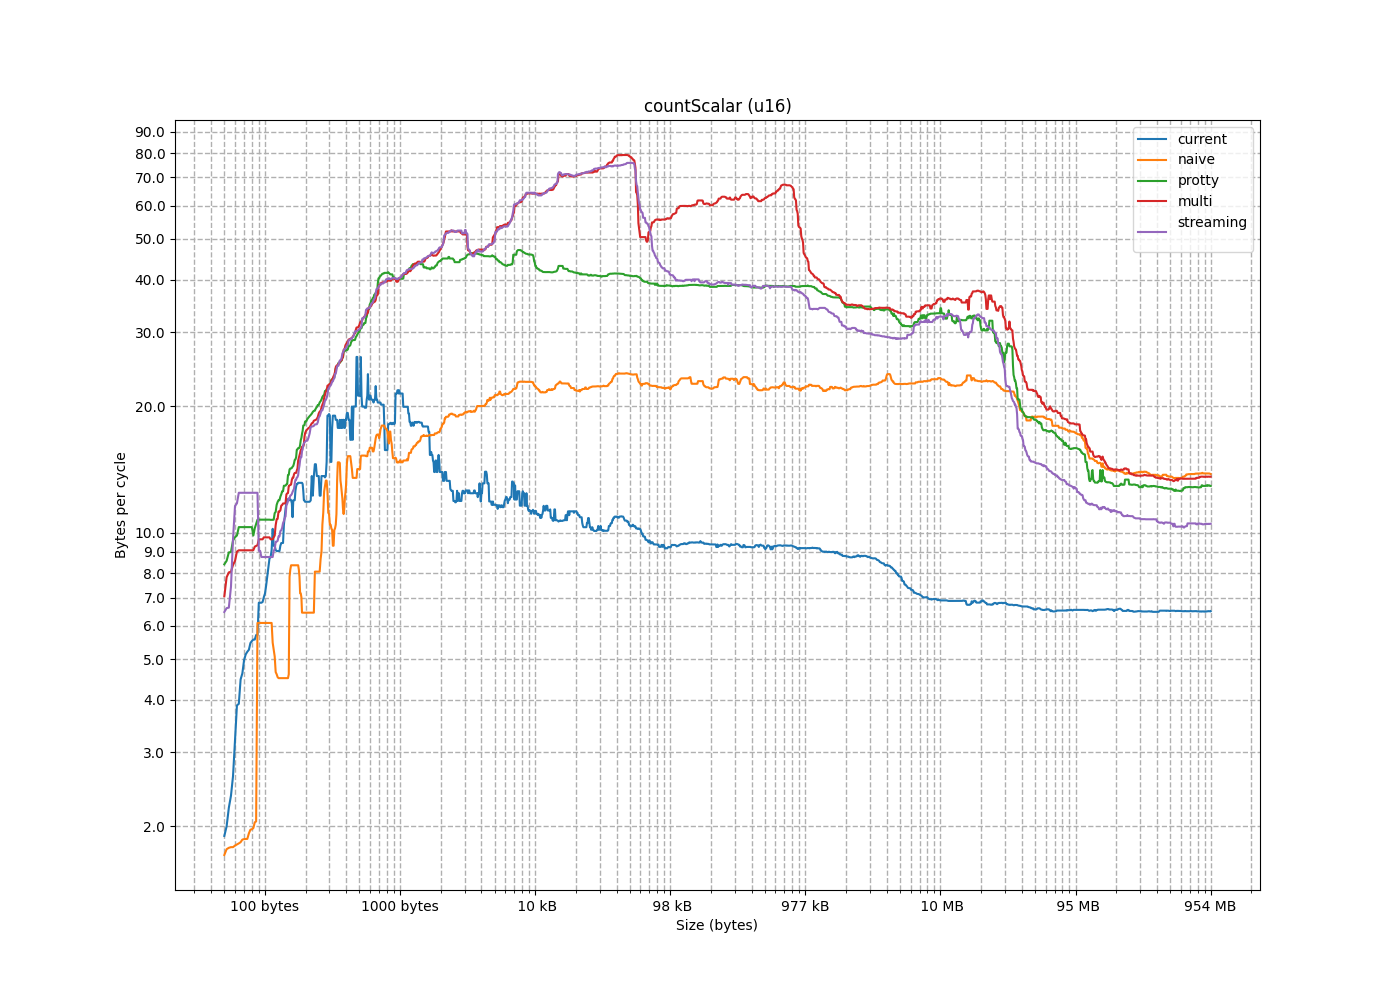 countScalar (u16)
90.0
80.0
70.0
60.0
50.0
40.0
30.0
20.0
10.0
9.0
8.0
7.0
6.0
5.0
4.0
3.0
2.0
Bytes per cycle
current
naive
protty
multi
streaming
100 bytes
1000 bytes
10 kB
98 kB
977 kB
10 MB
95 MB
954 MB
Size (bytes)